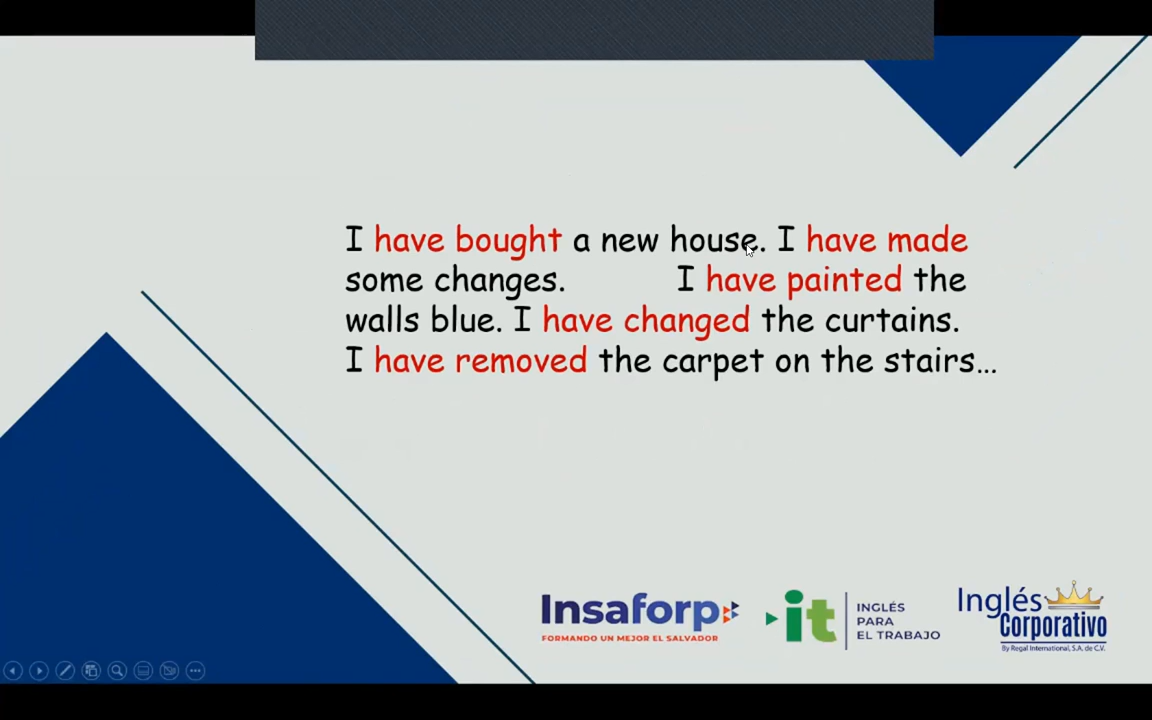 I have bought a new house. I have made
some changes. I have painted the
walls blue. I have changed the curtains.
I have removed the carpet on the stairs…
Insaforp
FORMANDO UN MEJOR EL SALVADOR
it
INGLÉS
PARA
EL TRABAJO
Inglés
Corporativo
By Regal International, S.A. de C.V.